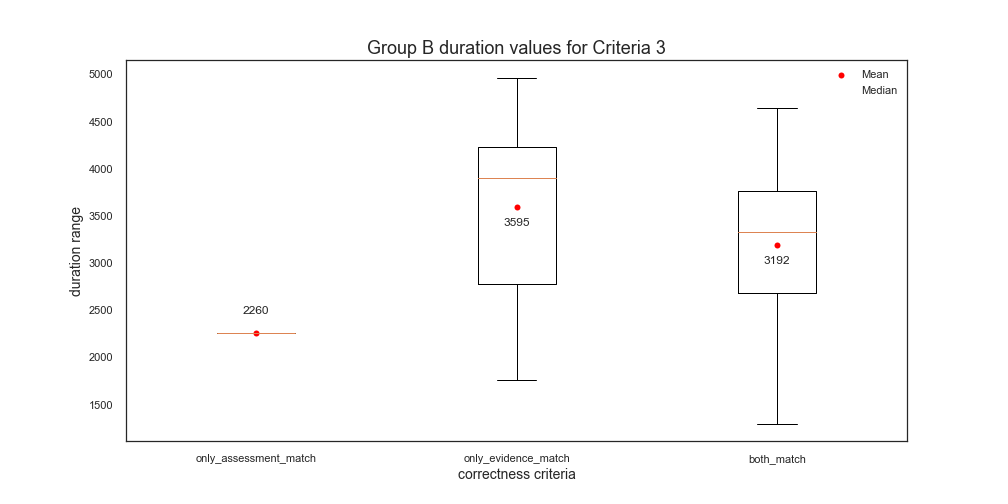 Group B duration values for Criteria 3
Mean
Median
duration range
5000
4500
4000
3500
3000
2500
2000
1500
2260
3595
3192
only_assessment_match
only_evidence_match
both_match
correctness criteria